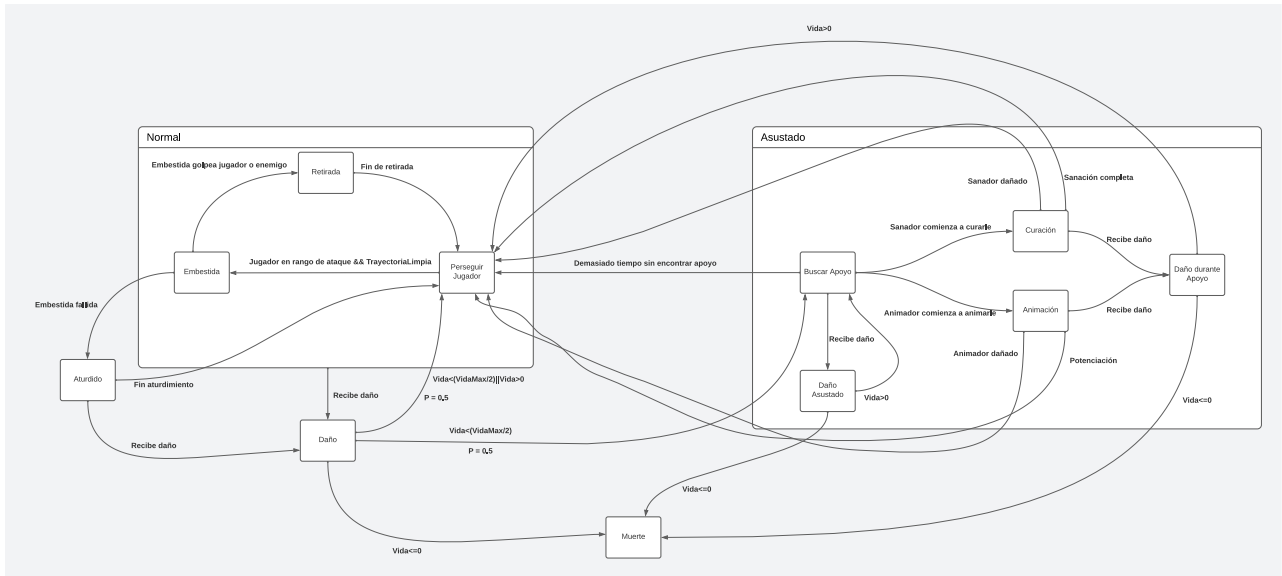 Vida>0
Normal
Asustado
Embestida golpea jugador o enemigo
Fin de retirada
Retirada
Sanador dañado
Sanación completa
Sanador comienza a curarle
Curación
Recibe daño
Embestida
Jugador en rango de ataque && TrayectoriaLimpia
Perseguir
Jugador
Demasiado tiempo sin encontrar apoyo
Buscar Apoyo
Daño durante
Apoyo
Embestida fallida
Animador comienza a animarle
Animación
Recibe daño
Recibe daño
Animador dañado
Potenciación
Aturdido
Fin aturdimiento
Vida<(VidaMax/2)||Vida>0
P = 0.5
Recibe daño
Daño
Asustado
Vida>0
Vida<=0
Recibe daño
Daño
Vida<(VidaMax/2)
P = 0.5
Vida<=0
Muerte
Vida<=0